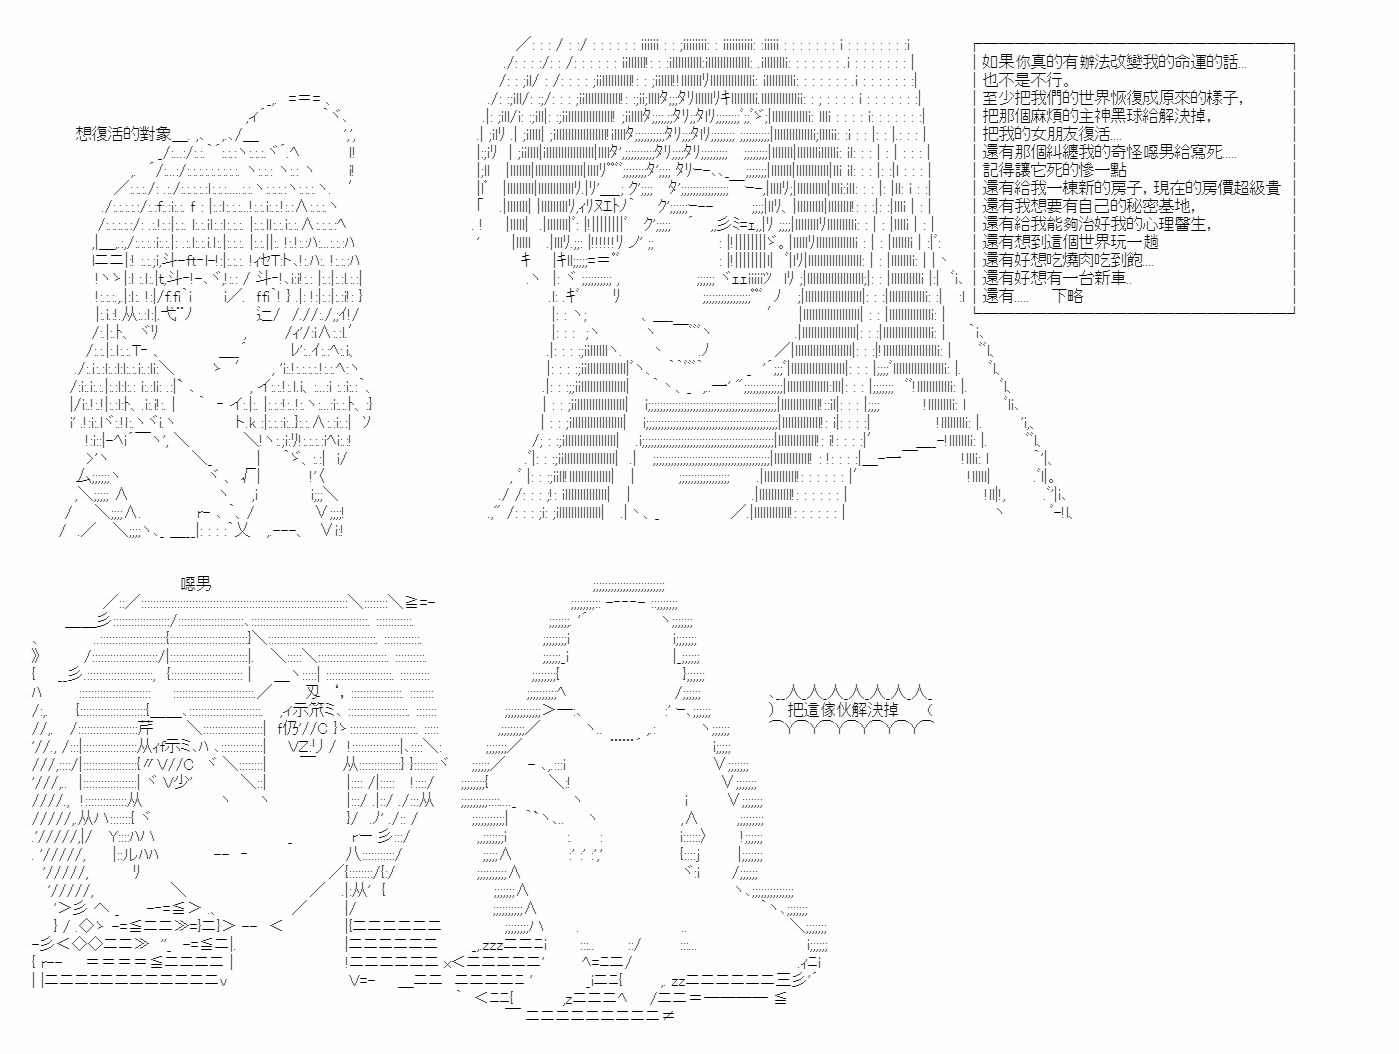 想復活的對象
如果你真的有辦法改變我的命運的話...
也不是不行。
至少把我們的世界恢復成原來的樣子，
把那個麻煩的主神黑球給解決掉，
把我的女朋友復活....
還有那個糾纏我的奇怪噁男給寫死.....
記得讓它死的慘一點
還有給我一棟新的房子，現在的房價超級貴
還有我想要有自己的秘密基地，
還有給我能夠治好我的心理醫生，
還有想到這個世界玩一趟
還有好想吃燒肉吃到飽....
還有好想有一台新車..
還有.....　下略
噁男
把這傢伙解決掉